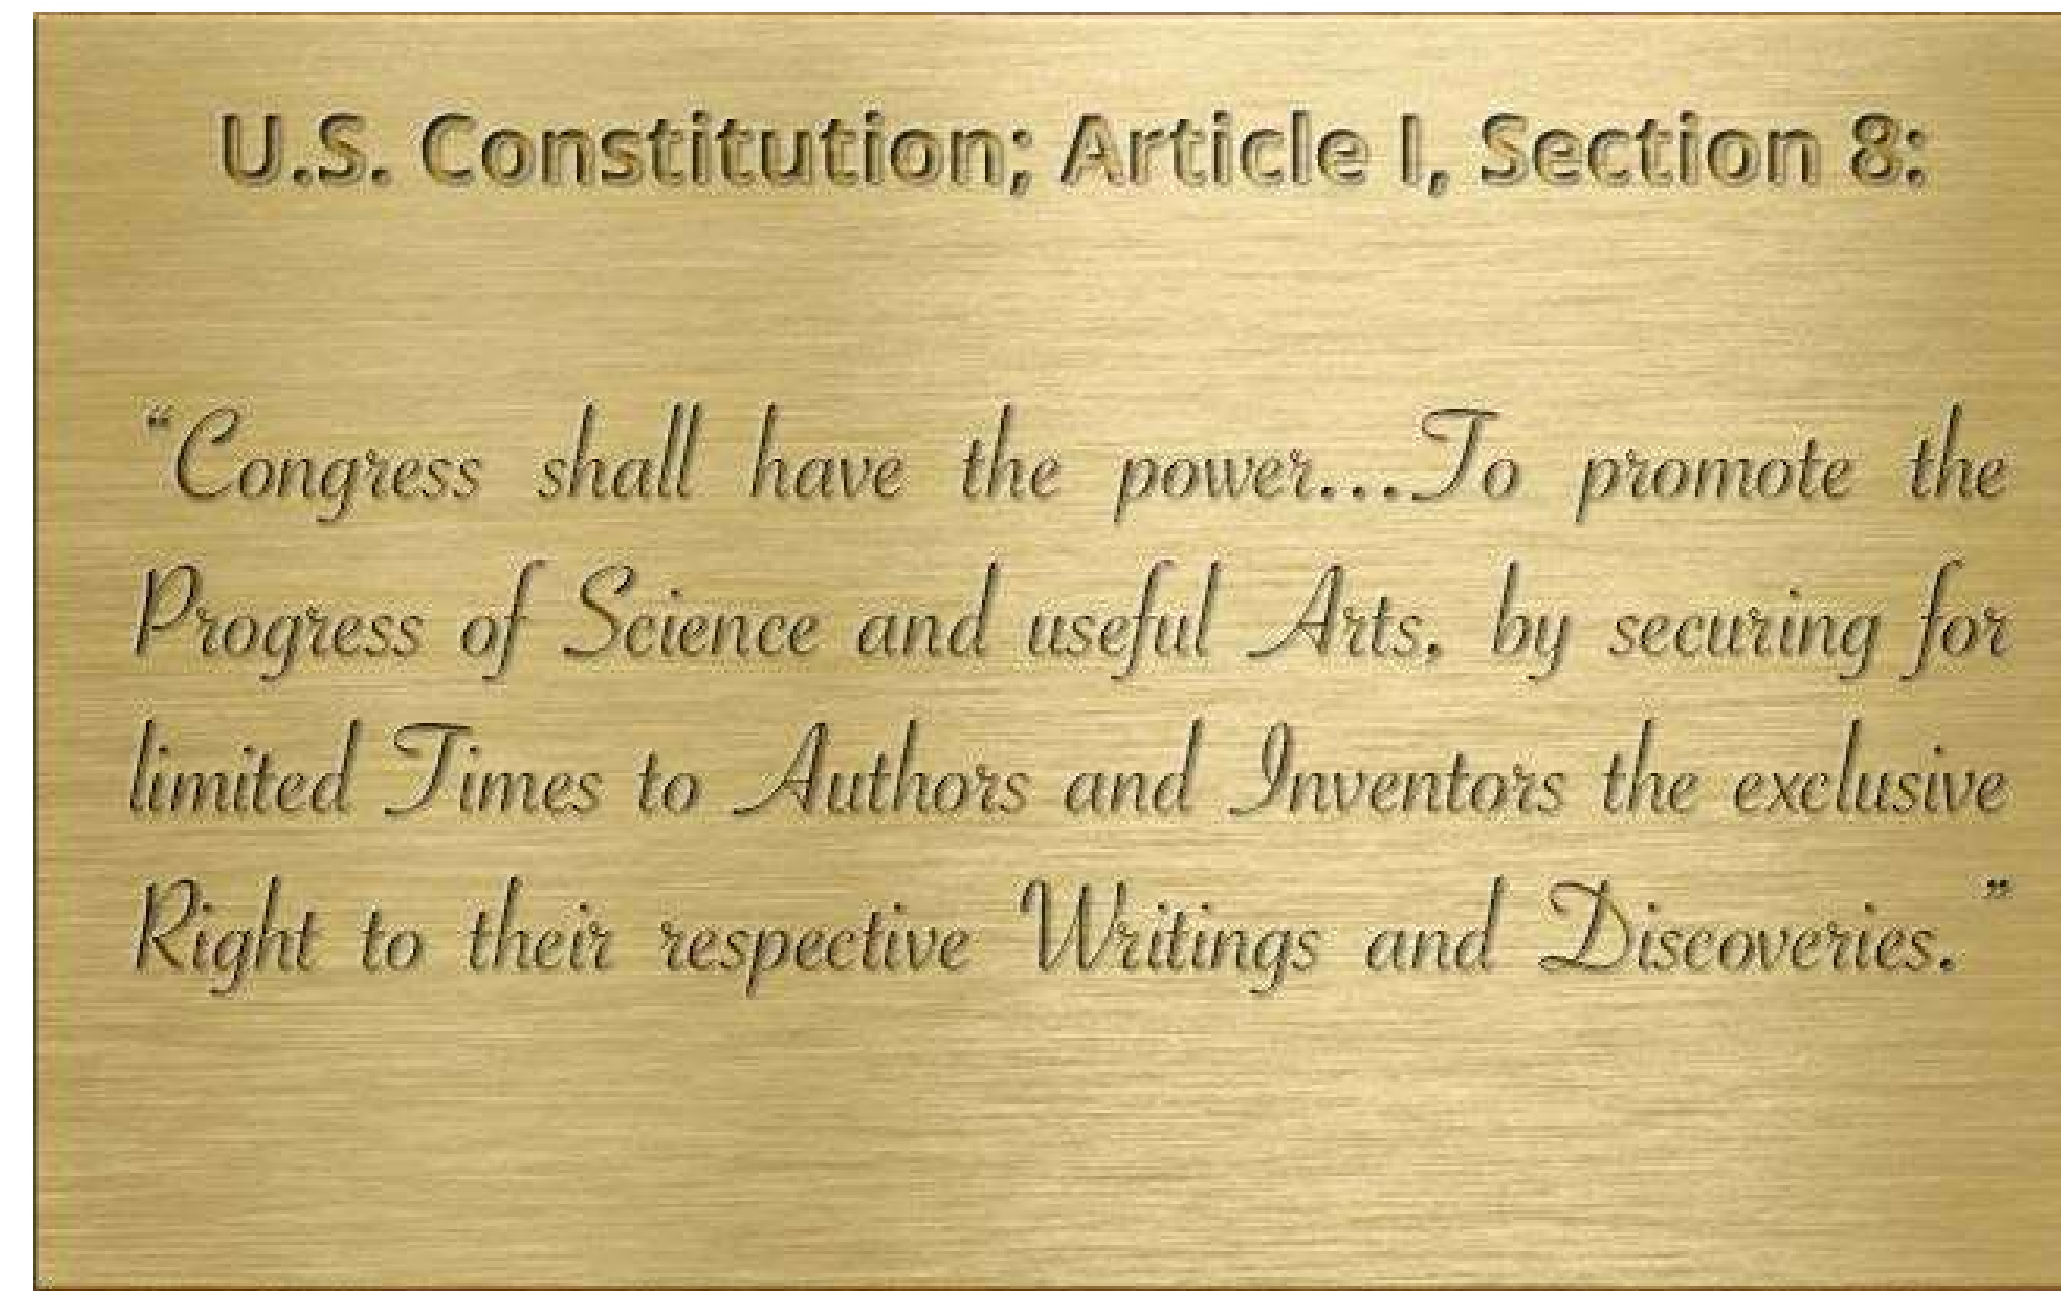 U.S. Constitution; Article I, Section 8:
“Congress shall have the power...To promote the
Progress of Science and useful Arts, by securing for
limited Times to Authors and Inventors the exclusive
Right to their respective Writings and Discoveries.”